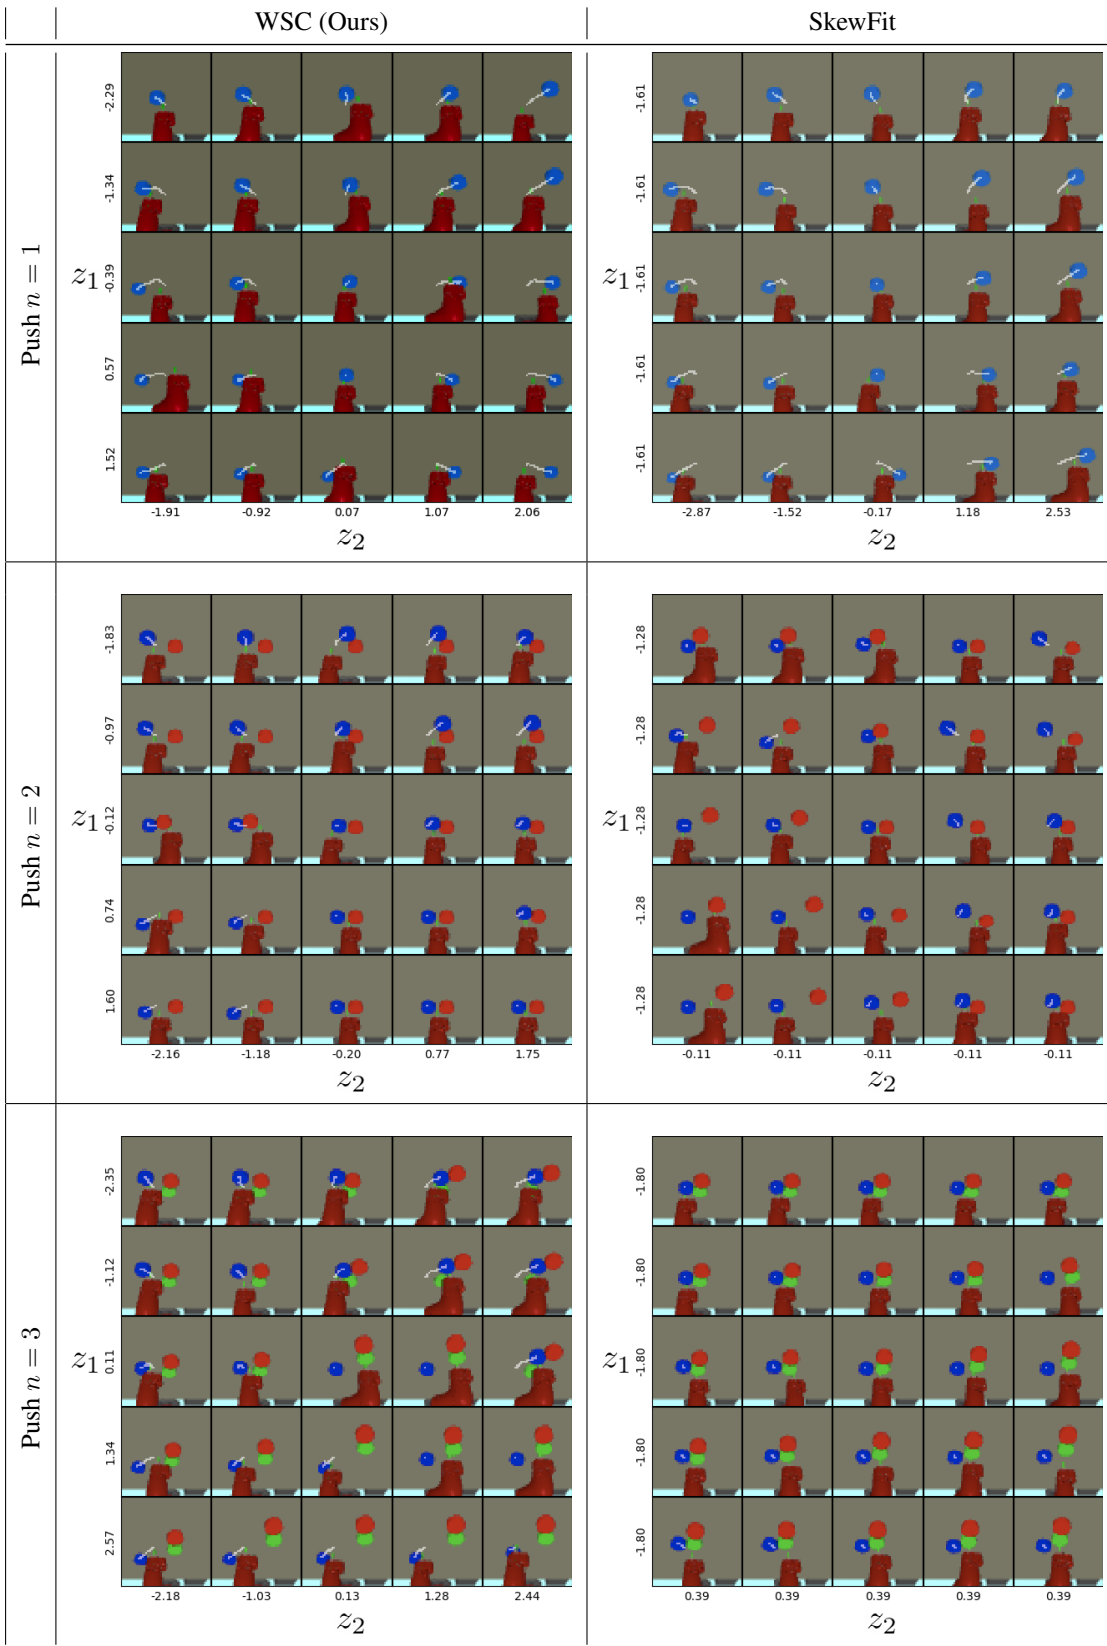 WSC (Ours)
SkewFit
Push n = 1
z1
-2.29
-1.34
-0.39
0.57
1.52
-1.91 -0.92 0.07 1.07 2.06
z2
z1
-1.61
-1.61
-1.61
-1.61
-1.61
-2.87 -1.52 -0.17 1.18 2.53
z2
Push n = 2
z1
-1.83
-0.97
-0.12
0.74
1.60
-2.16 -1.18 -0.20 0.77 1.75
z2
z1
-1.28
-1.28
-1.28
-1.28
-1.28
-0.11 -0.11 -0.11 -0.11 -0.11
z2
Push n = 3
z1
-2.35
-1.12
0.11
1.34
2.57
-2.18 -1.03 0.13 1.28 2.44
z2
z1
-1.80
-1.80
-1.80
-1.80
-1.80
0.39 0.39 0.39 0.39 0.39
z2